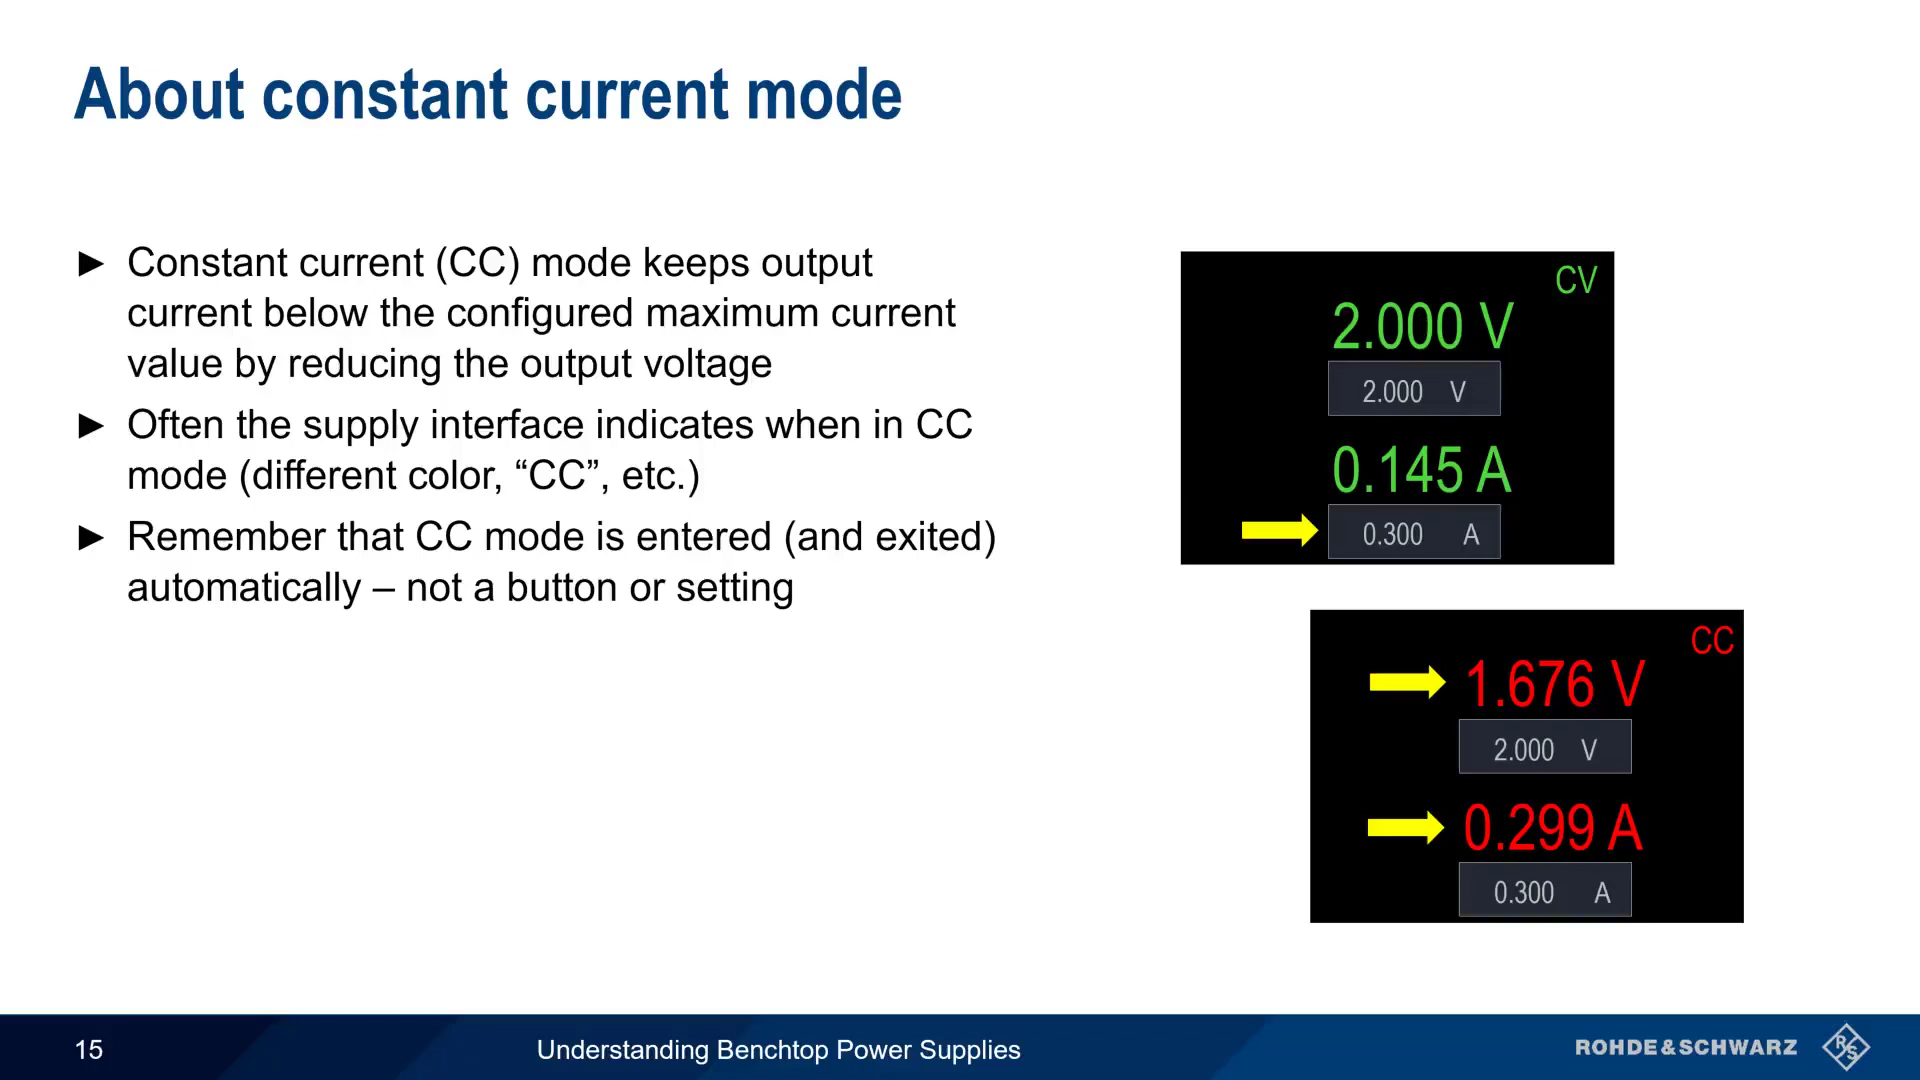 About constant current mode
► Constant current (CC) mode keeps output
current below the configured maximum current
value by reducing the output voltage
► Often the supply interface indicates when in CC
mode (different color, “CC”, etc.)
► Remember that CC mode is entered (and exited)
automatically – not a button or setting
CV
2.000 V
2.000 V
0.145 A
0.300 A
CC
1.676 V
2.000 V
0.299 A
0.300 A
15
Understanding Benchtop Power Supplies
ROHDE&SCHWARZ
R&S